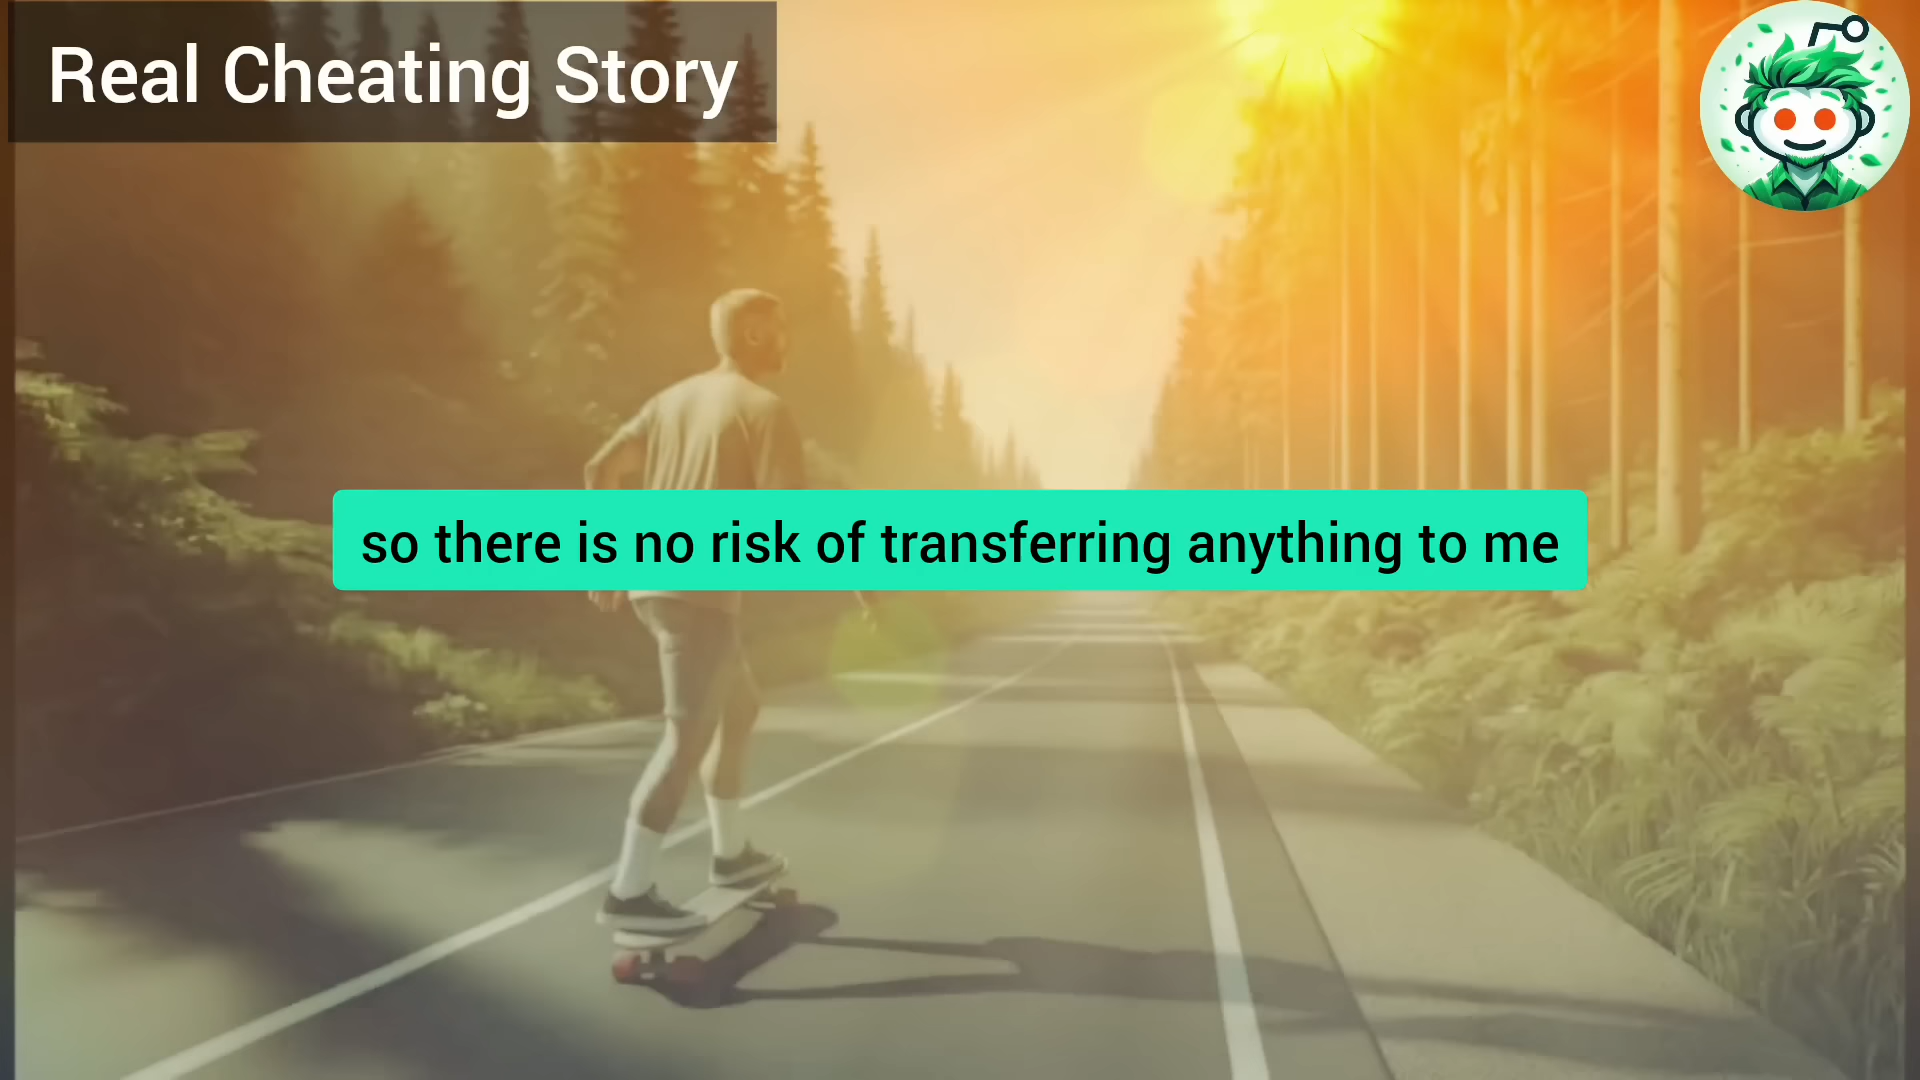 Real Cheating Story
so there is no risk of transferring anything to me